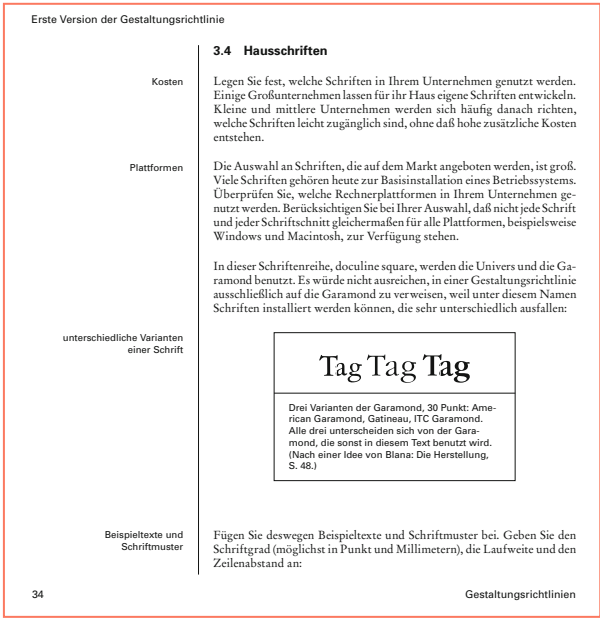 Erste Version der Gestaltungsrichtlinie
3.4 Hausschriften
Kosten
Legen Sie fest, welche Schriften in Ihrem Unternehmen genutzt werden.
Einige Großunternehmen lassen für ihr Haus eigene Schriften entwickeln.
Kleine und mittlere Unternehmen werden sich häufig danach richten,
welche Schriften leicht zugänglich sind, ohne daß hohe zusätzliche Kosten
entstehen.
Plattformen
Die Auswahl an Schriften, die auf dem Markt angeboten werden, ist groß.
Viele Schriften gehören heute zur Basisinstallation eines Betriebssystems.
Überprüfen Sie, welche Rechnerplattformen in Ihrem Unternehmen ge-
nutzt werden. Berücksichtigen Sie bei Ihrer Auswahl, daß nicht jede Schrift
und jeder Schriftschnitt gleichermaßen für alle Plattformen, beispielsweise
Windows und Macintosh, zur Verfügung stehen.
In dieser Schriftenreihe, doculine square, werden die Univers und die Ga-
ramond benutzt. Es würde nicht ausreichen, in einer Gestaltungsrichtlinie
ausschließlich auf die Garamond zu verweisen, weil unter diesem Namen
Schriften installiert werden können, die sehr unterschiedlich ausfallen:
unterschiedliche Varianten
einer Schrift
Tag Tag Tag
Drei Varianten der Garamond, 30 Punkt: Ame-
rican Garamond, Gatineau, ITC Garamond.
Alle drei unterscheiden sich von der Gara-
mond, die sonst in diesem Text benutzt wird.
(Nach einer Idee von Blana: Die Herstellung,
S. 48.)
Beispieltexte und
Schriftmuster
Fügen Sie deswegen Beispieltexte und Schriftmuster bei. Geben Sie den
Schriftgrad (möglichst in Punkt und Millimetern), die Laufweite und den
Zeilenabstand an:
34
Gestaltungsrichtlinien